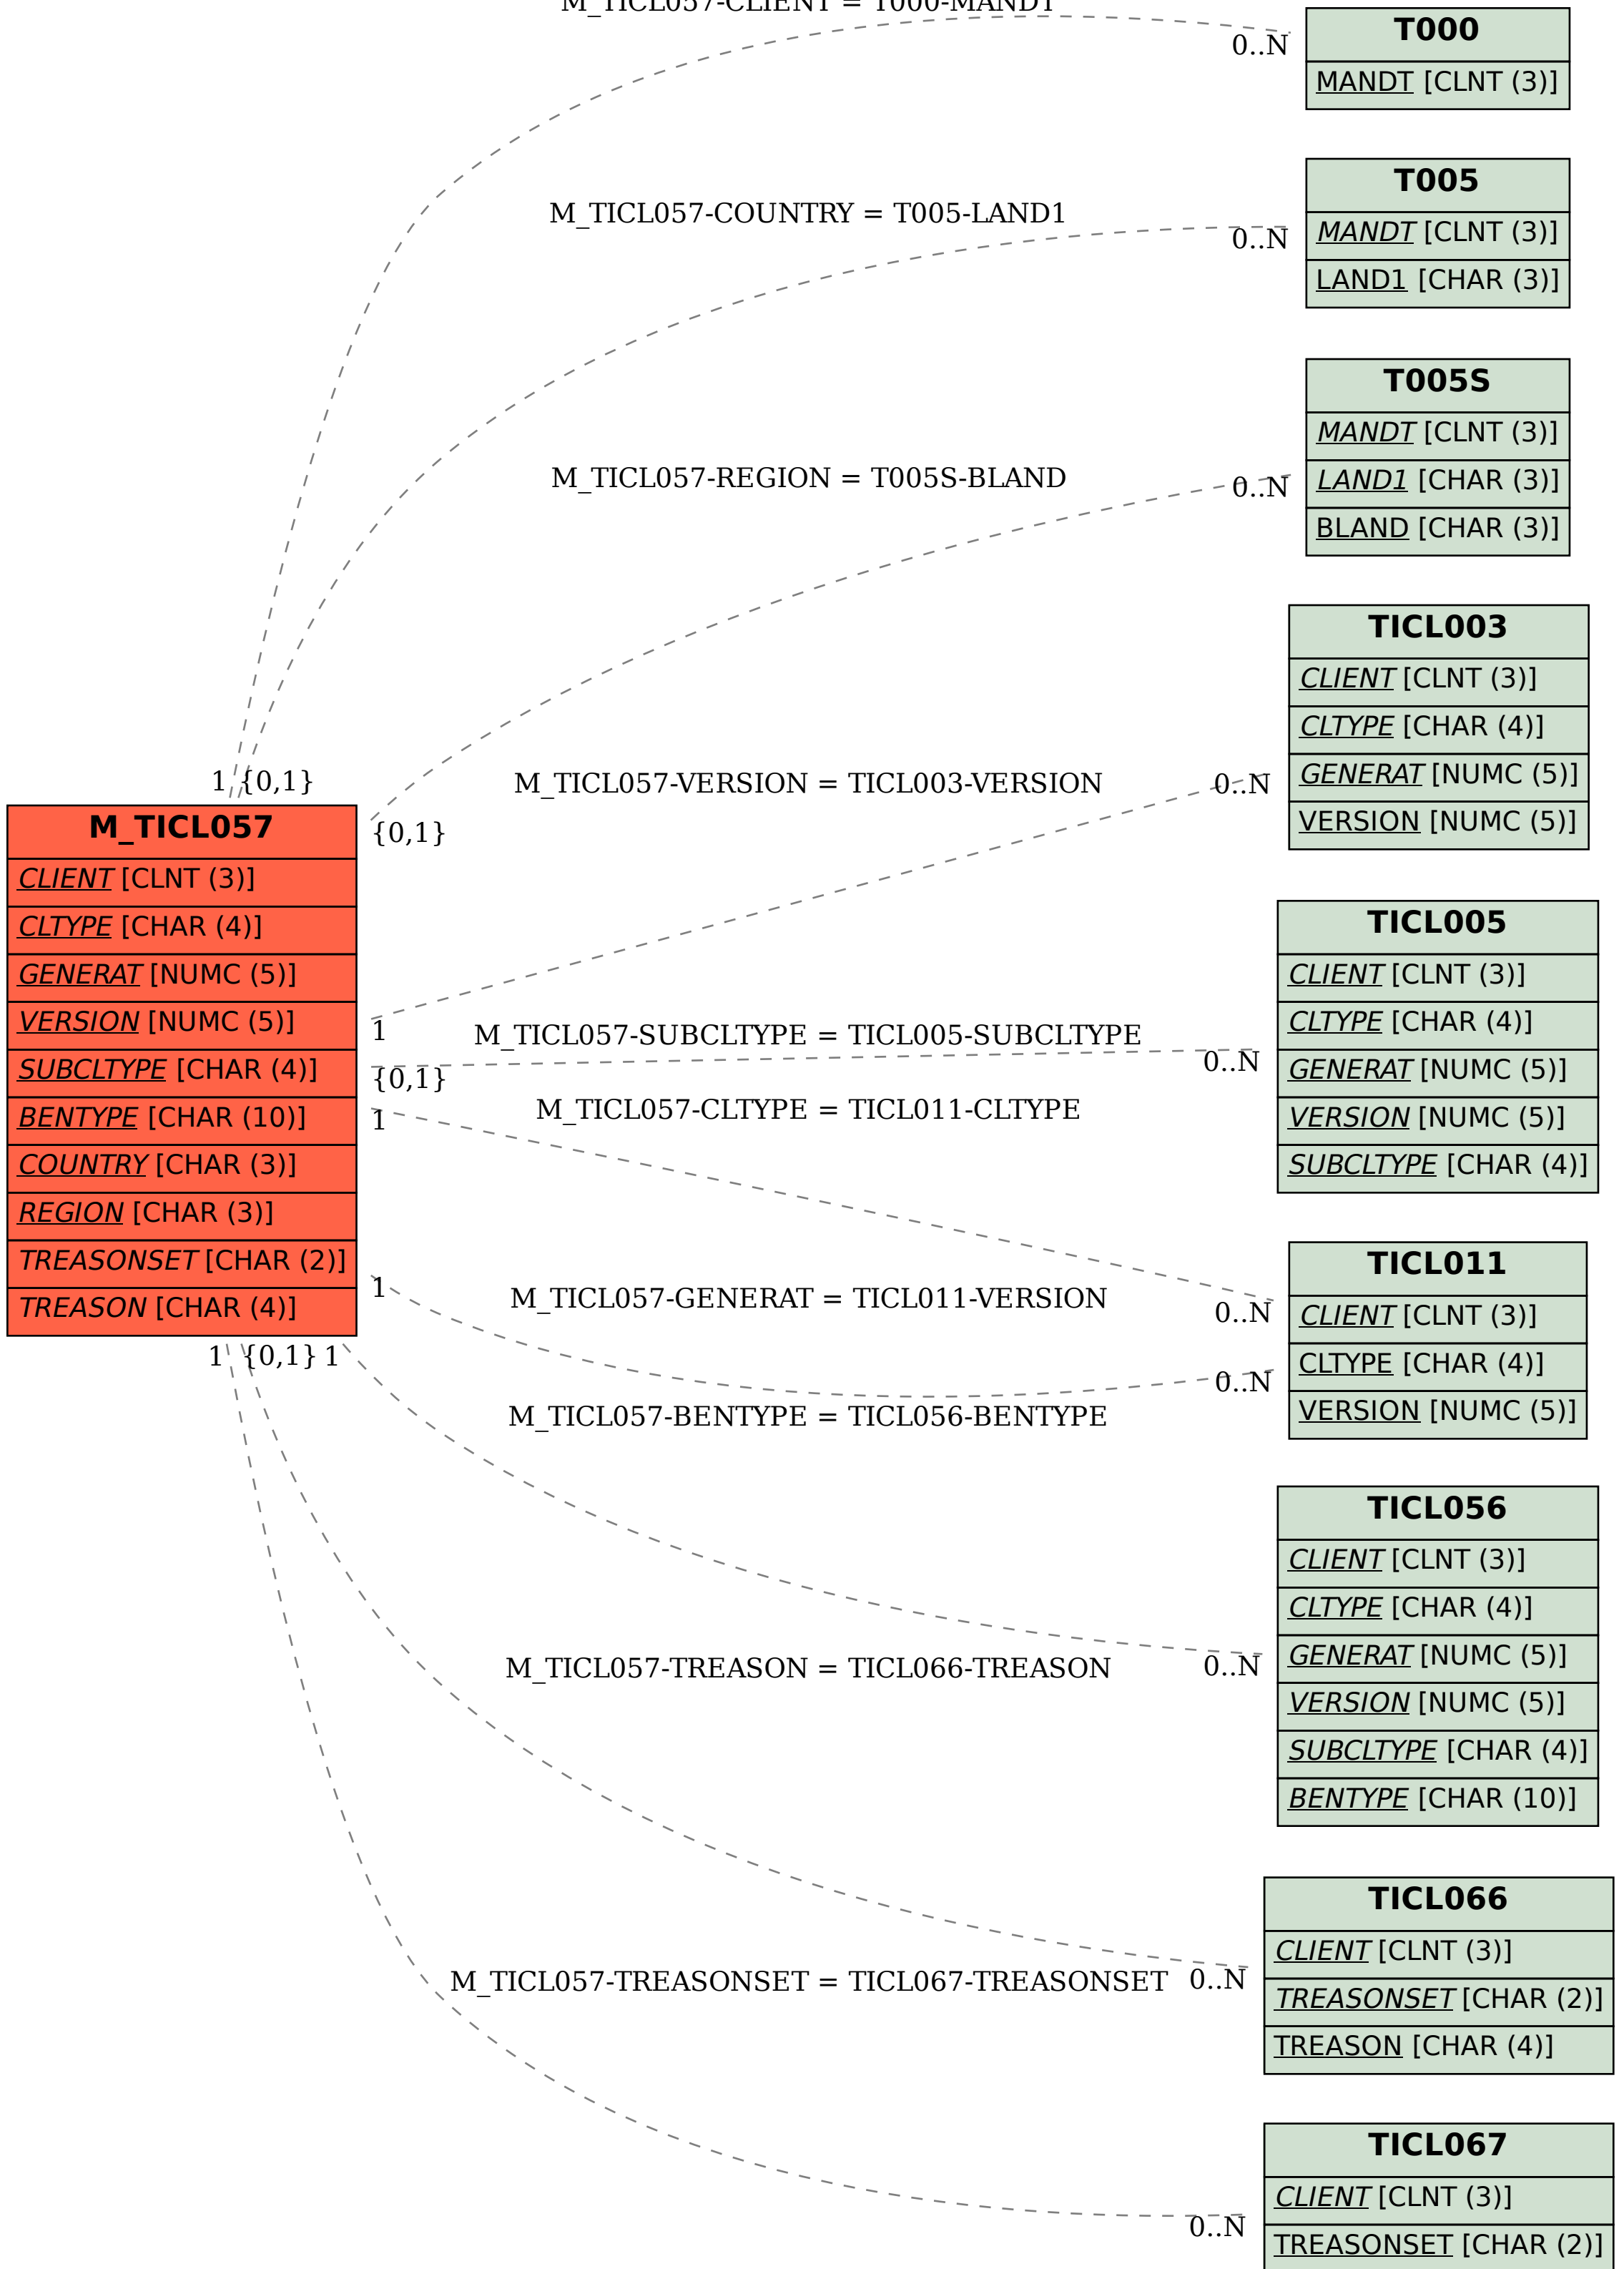 M_TICL057-CLIENT = T000-MANDT
0..N
T000
MANDT [CLNT (3)]
M_TICL057-COUNTRY = T005-LAND1
0..N
T005
MANDT [CLNT (3)]
LAND1 [CHAR (3)]
M_TICL057-REGION = T005S-BLAND
0..N
T005S
MANDT [CLNT (3)]
LAND1 [CHAR (3)]
BLAND [CHAR (3)]
M_TICL057-VERSION = TICL003-VERSION
0..N
TICL003
CLIENT [CLNT (3)]
CLTYPE [CHAR (4)]
GENERAT [NUMC (5)]
VERSION [NUMC (5)]
1 {0,1}
{0,1}
M_TICL057
CLIENT [CLNT (3)]
CLTYPE [CHAR (4)]
GENERAT [NUMC (5)]
VERSION [NUMC (5)]
SUBCLTYPE [CHAR (4)]
BENTYPE [CHAR (10)]
COUNTRY [CHAR (3)]
REGION [CHAR (3)]
TREASONSET [CHAR (2)]
TREASON [CHAR (4)]
1
{0,1}
1
1
1 {0,1} 1
M_TICL057-SUBCLTYPE = TICL005-SUBCLTYPE
0..N
TICL005
CLIENT [CLNT (3)]
CLTYPE [CHAR (4)]
GENERAT [NUMC (5)]
VERSION [NUMC (5)]
SUBCLTYPE [CHAR (4)]
M_TICL057-CLTYPE = TICL011-CLTYPE
0..N
M_TICL057-GENERAT = TICL011-VERSION
0..N
TICL011
CLIENT [CLNT (3)]
CLTYPE [CHAR (4)]
VERSION [NUMC (5)]
M_TICL057-BENTYPE = TICL056-BENTYPE
0..N
TICL056
CLIENT [CLNT (3)]
CLTYPE [CHAR (4)]
GENERAT [NUMC (5)]
VERSION [NUMC (5)]
SUBCLTYPE [CHAR (4)]
BENTYPE [CHAR (10)]
M_TICL057-TREASON = TICL066-TREASON
0..N
TICL066
CLIENT [CLNT (3)]
TREASONSET [CHAR (2)]
TREASON [CHAR (4)]
M_TICL057-TREASONSET = TICL067-TREASONSET
0..N
TICL067
CLIENT [CLNT (3)]
TREASONSET [CHAR (2)]